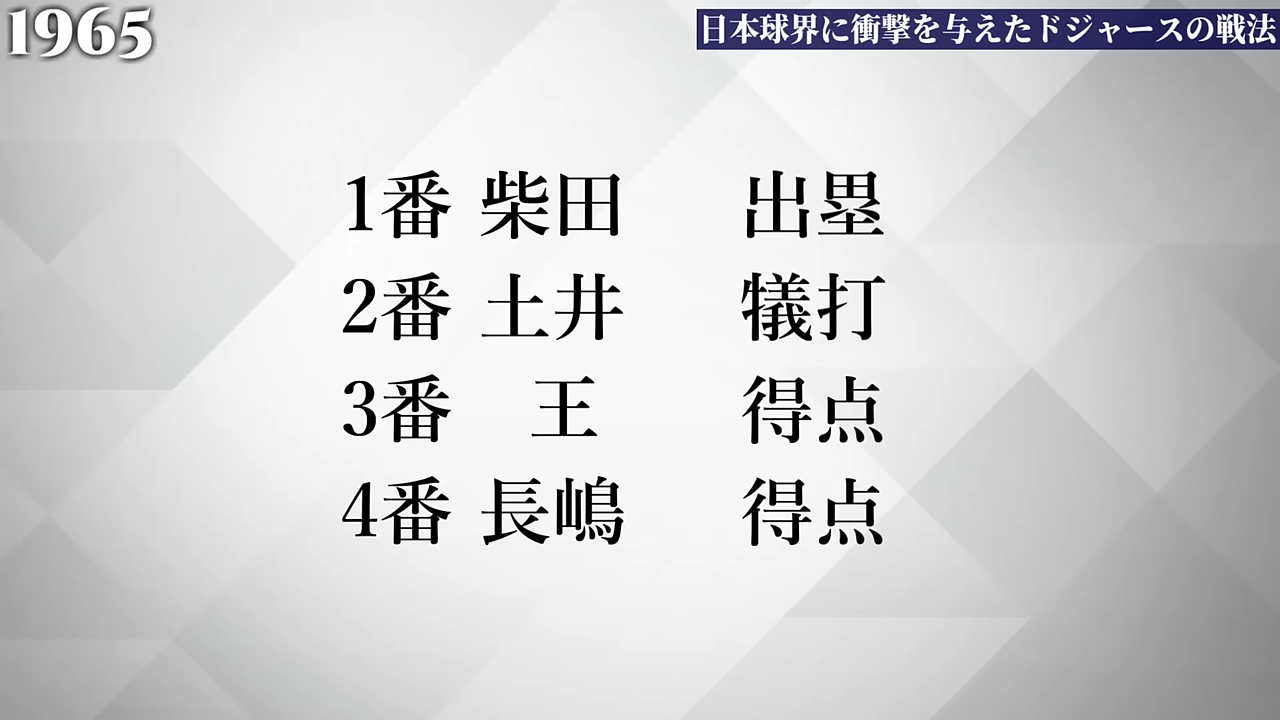 1965
日本球界に衝撃を与えたドジャースの戦法
1番 柴田 出塁
2番 土井 犠打
3番 王 得点
4番 長嶋 得点